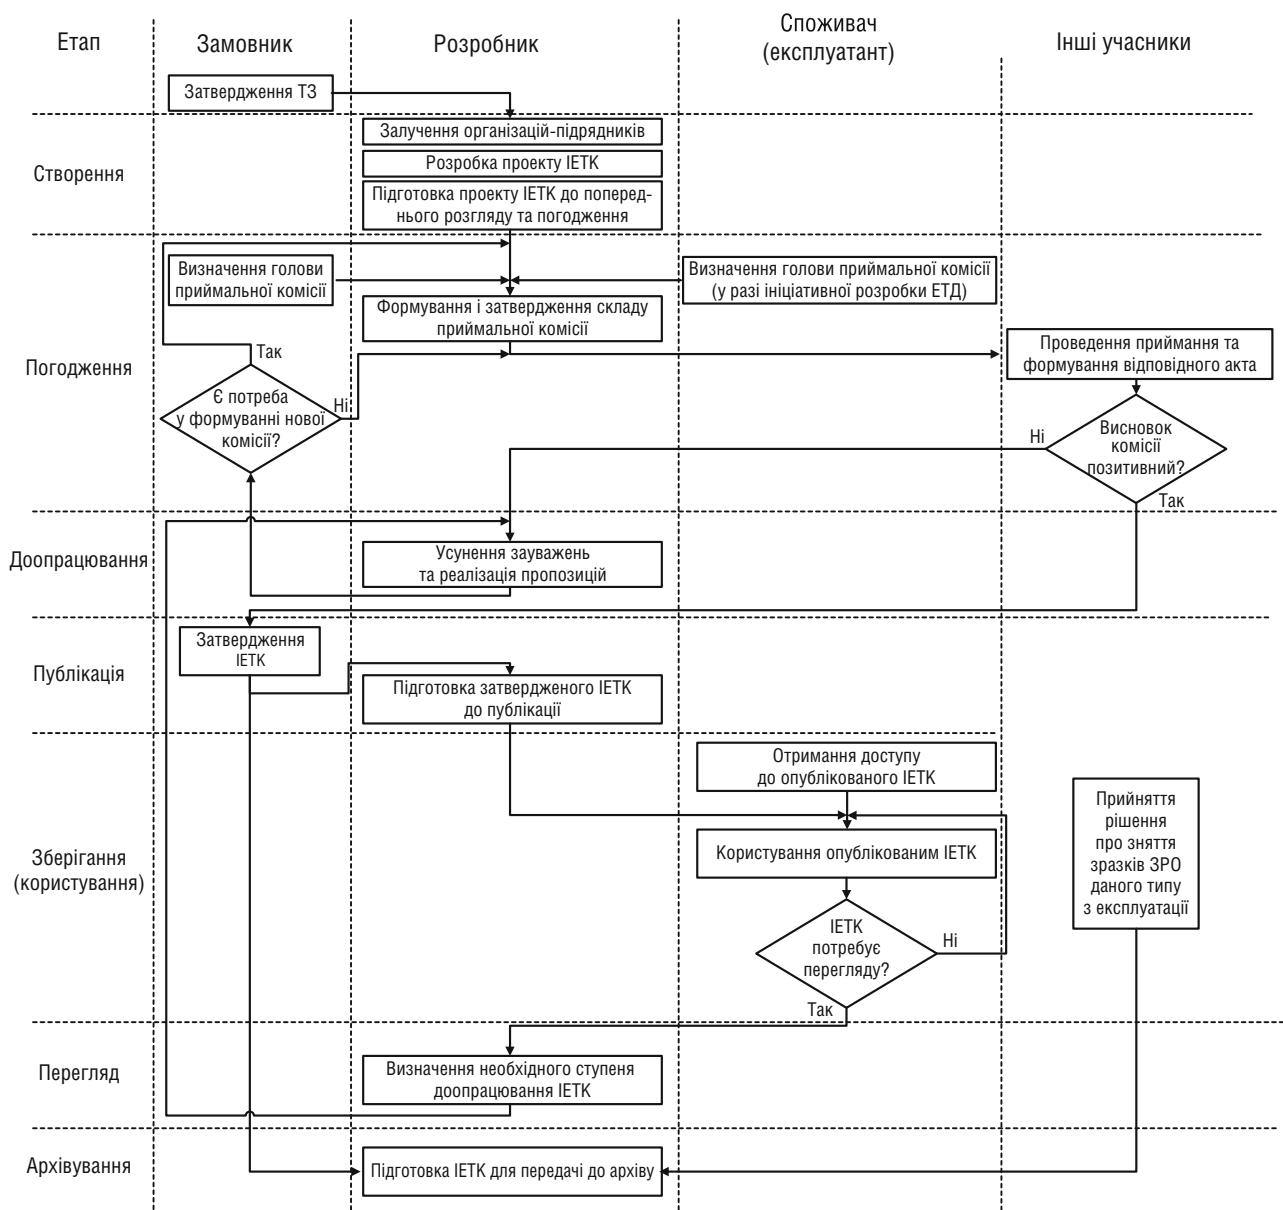 Етап
Замовник
Розробник
Споживач
(експлуатант)
Інші учасники
Затвердження ТЗ
Створення
Залучення організацій-підрядників
Розробка проекту ІЕТК
Підготовка проекту ІЕТК до поперед-
нього розгляду та погодження
Погодження
Визначення голови
приймальної комісії
Визначення голови приймальної комісії
(у разі ініціативної розробки ЕТД)
Формування і затвердження складу
приймальної комісії
Проведення приймання та
формування відповідного акта
Так
Є потреба
у формуванні нової
комісії?
Ні
Ні
Висновок
комісії
позитивний?
Так
Доопрацювання
Усунення зауважень
та реалізація пропозицій
Публікація
Затвердження
ІЕТК
Підготовка затвердженого ІЕТК
до публікації
Зберігання
(користування)
Отримання доступу
до опублікованого ІЕТК
Користування опублікованим ІЕТК
ІЕТК
потребує
перегляду?
Ні
Так
Прийняття
рішення
про зняття
зразків ЗРО
даного типу
з експлуатації
Перегляд
Визначення необхідного ступеня
доопрацювання ІЕТК
Архівування
Підготовка ІЕТК для передачі до архіву